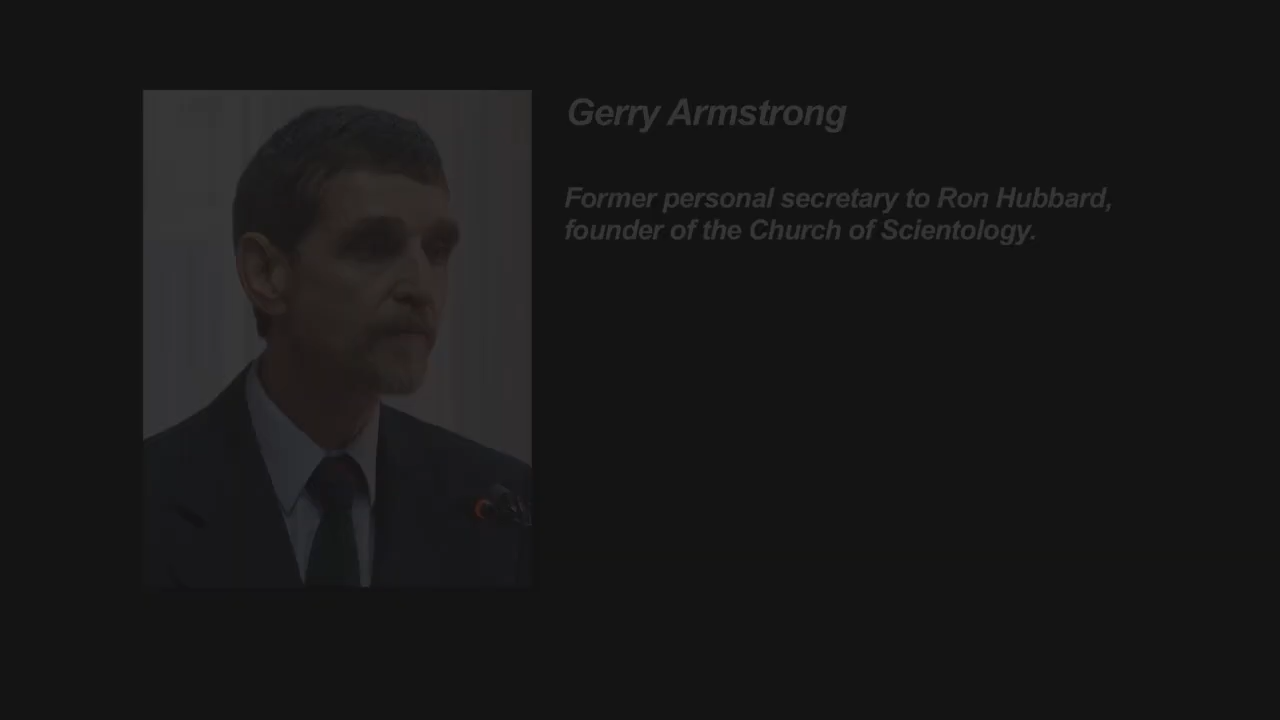 Gerry Armstrong
Former personal secretary to Ron Hubbard,
founder of the Church of Scientology.